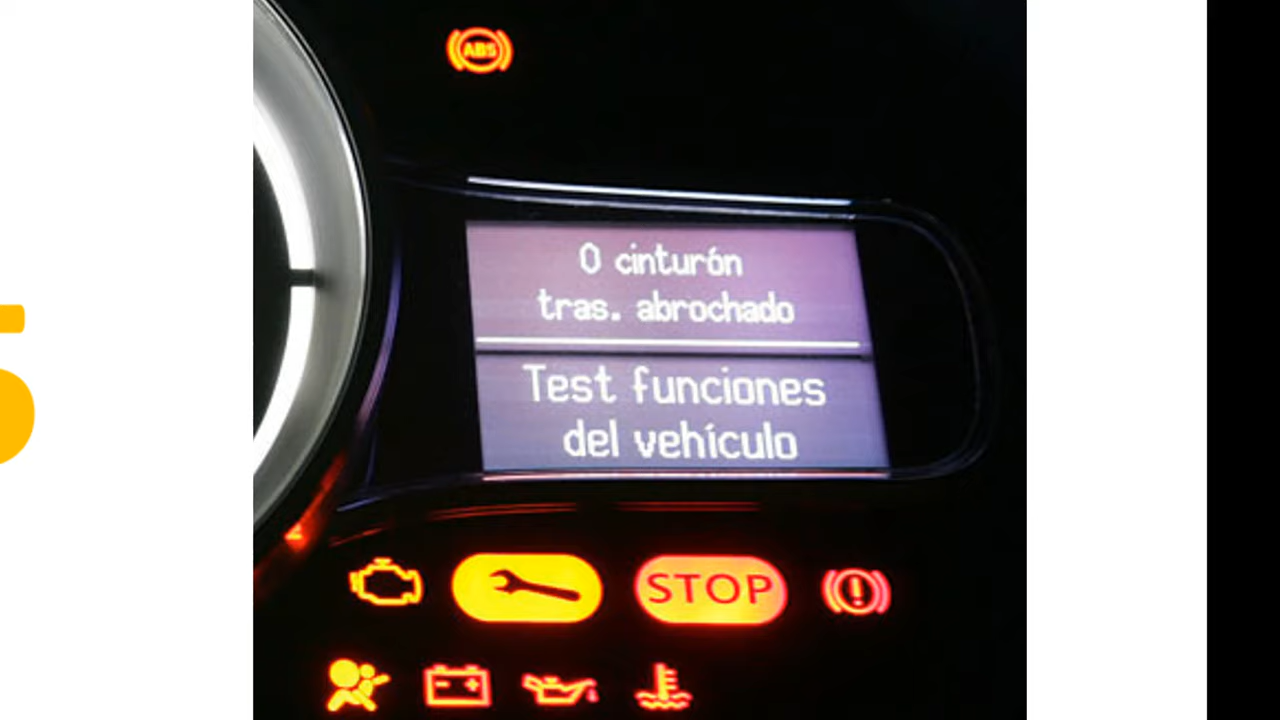 ABS
0 cinturón
tras. abrochado
Test funciones
del vehículo
STOP